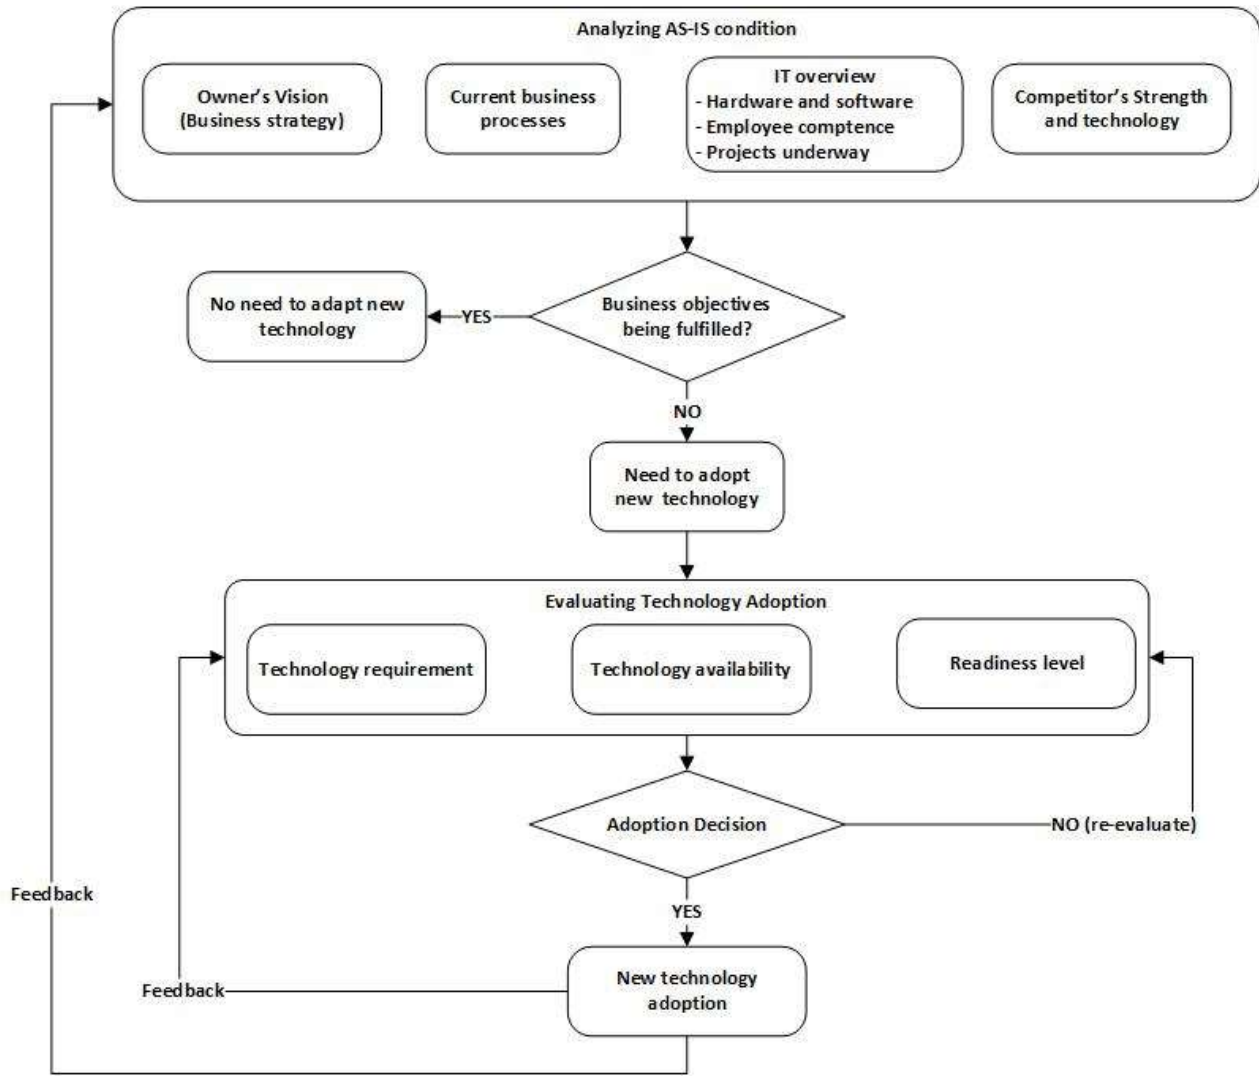 Analyzing AS-IS condition
Owner's Vision
(Business strategy)
Current business
processes
IT overview
- Hardware and software
- Employee comptence
- Projects underway
Competitor's Strength
and technology
Business objectives
being fulfilled?
YES
No need to adapt new
technology
NO
Need to adopt
new technology
Evaluating Technology Adoption
Technology requirement
Technology availability
Readiness level
Adoption Decision
NO (re-evaluate)
YES
New technology
adoption
Feedback
Feedback